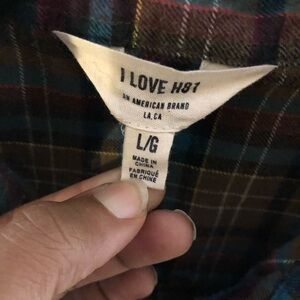 I LOVE H81
AN AMERICAN BRAND
LA, CA
L/G
MADE IN
CHINA
FABRIQUÉ
EN CHINE